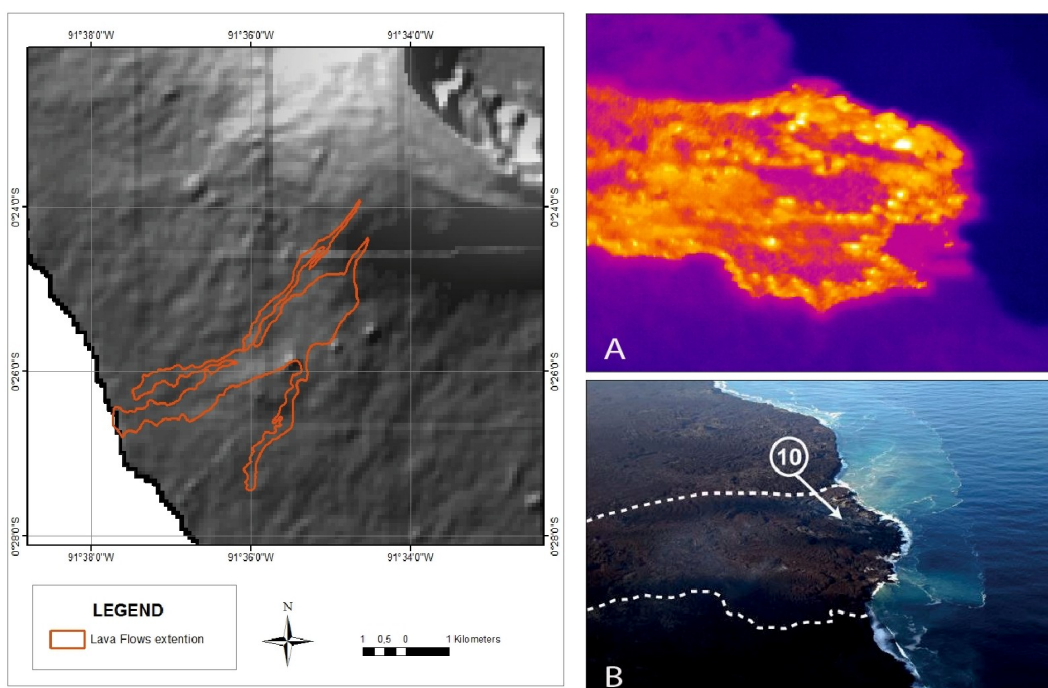 91°38'0"W 91°36'0"W 91°34'0"W
0°24'0"S 0°24'0"S
0°26'0"S 0°26'0"S
0°28'0"S 0°28'0"S
91°38'0"W 91°36'0"W 91°34'0"W
LEGEND
Lava Flows extention
N
1 0,5 0 1 Kilometers
A
10
B